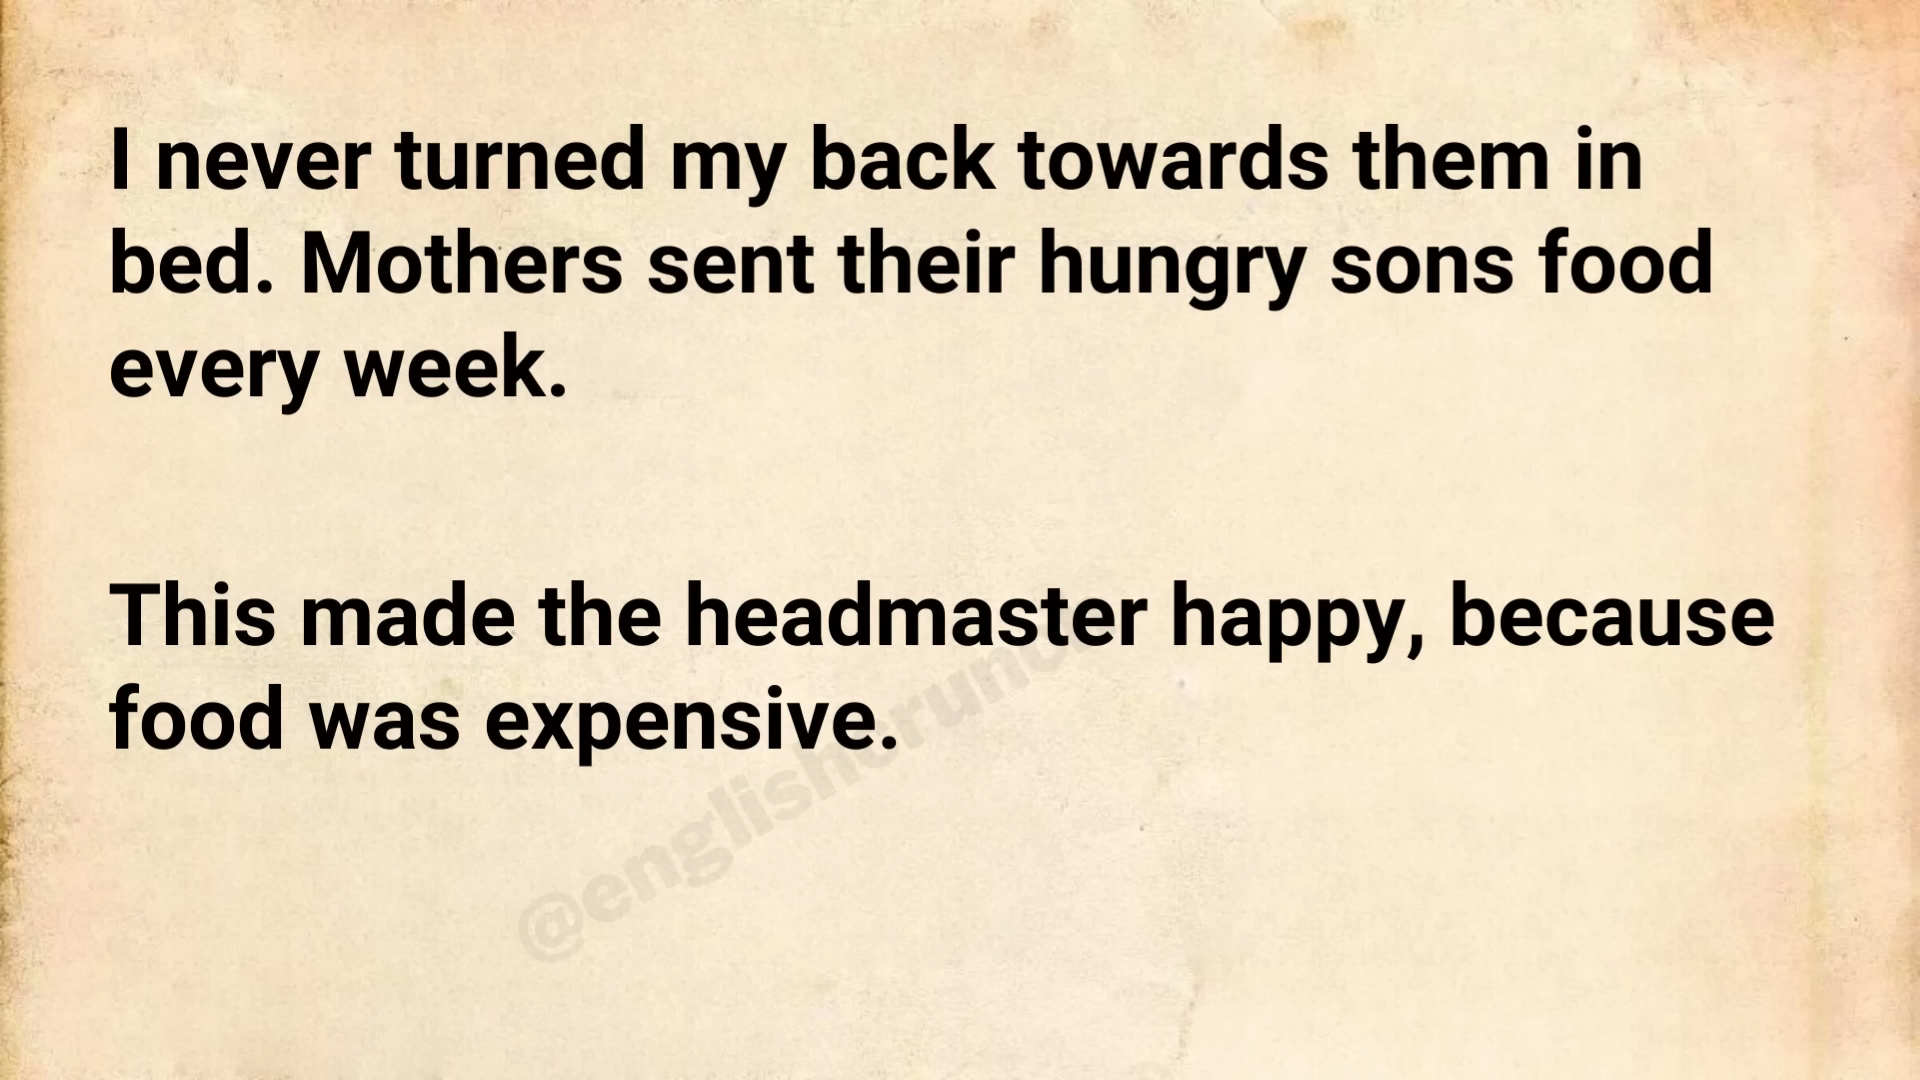 I never turned my back towards them in
bed. Mothers sent their hungry sons food
every week.
This made the headmaster happy, because
food was expensive.